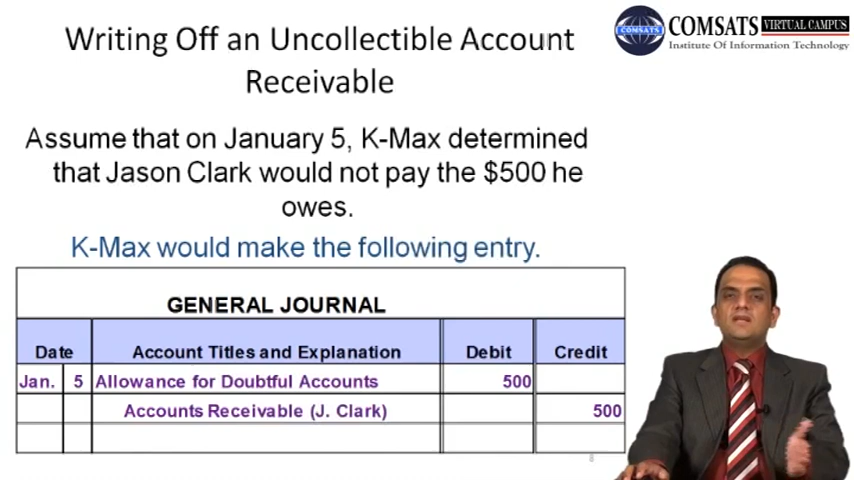 Writing Off an Uncollectible Account
Receivable
COMSATS VIRTUAL CAMPUS
Institute Of Information Technology
COMSATS
Assume that on January 5, K-Max determined
that Jason Clark would not pay the $500 he
owes.
K-Max would make the following entry.
GENERAL JOURNAL
Date Account Titles and Explanation Debit Credit
Jan. 5 Allowance for Doubtful Accounts 500
Accounts Receivable (J. Clark) 500
8